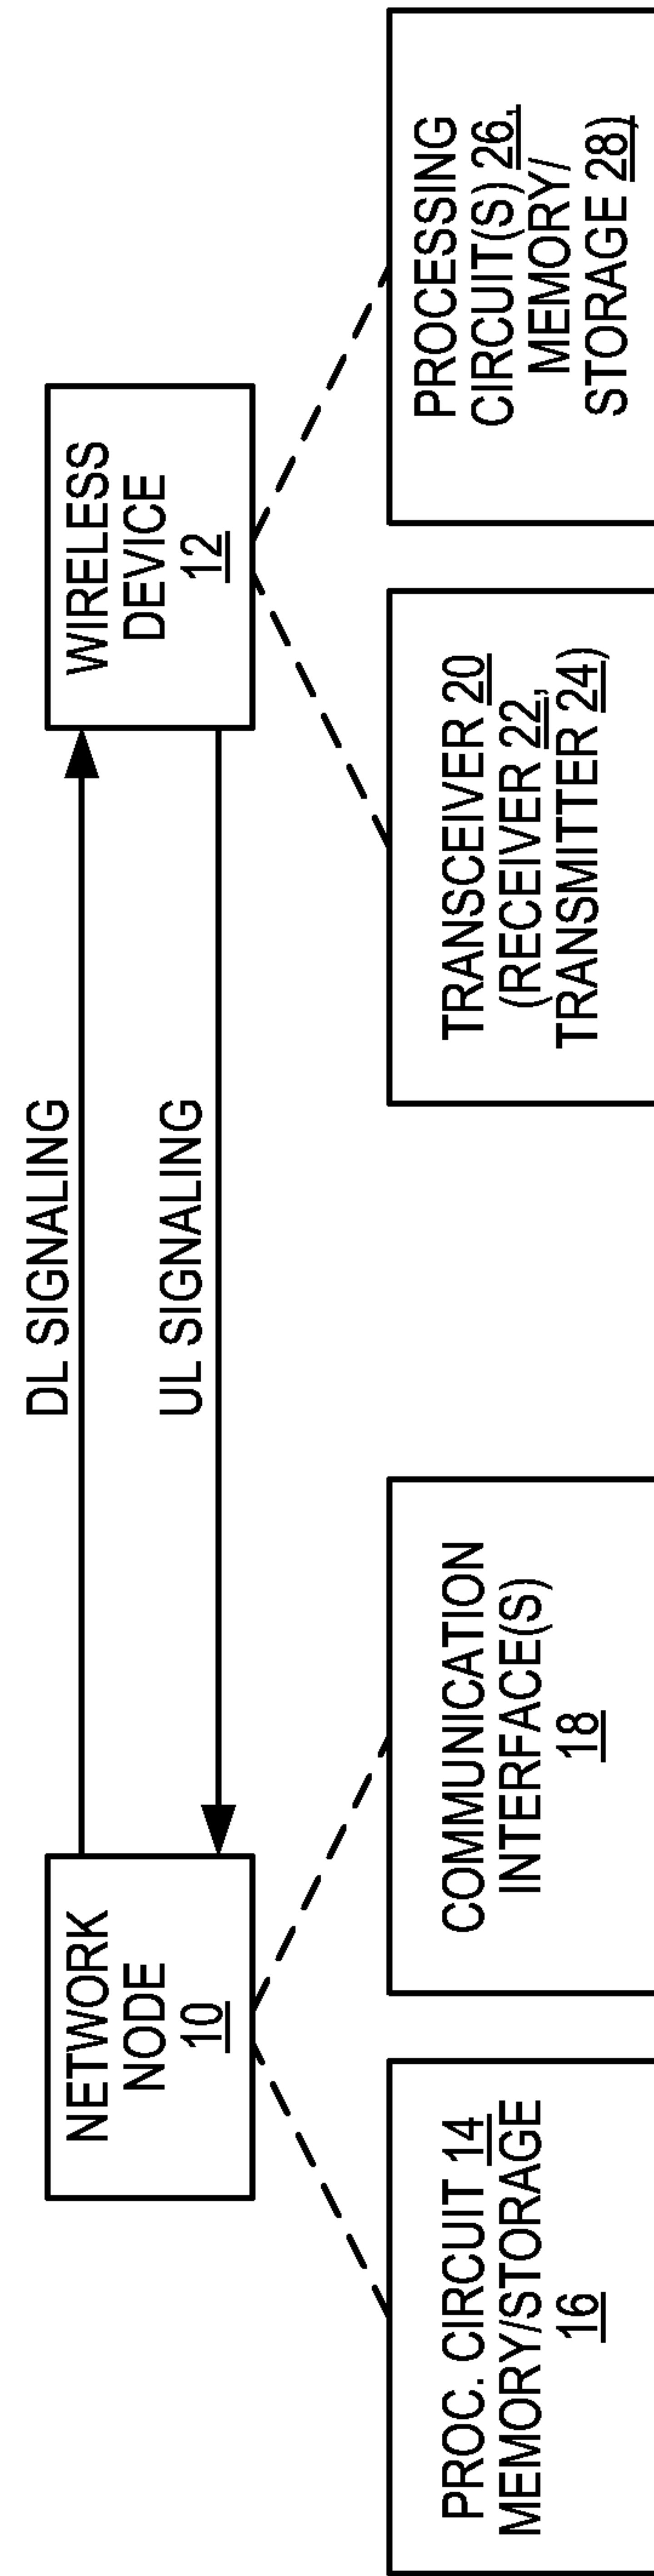 DL SIGNALING
NETWORK
NODE
10
WIRELESS
DEVICE
12
UL SIGNALING
PROC. CIRCUIT 14
MEMORY/STORAGE
16
COMMUNICATION
INTERFACE(S)
18
TRANSCEIVER 20
(RECEIVER 22,
TRANSMITTER 24)
PROCESSING
CIRCUIT(S) 26,
MEMORY/
STORAGE 28)